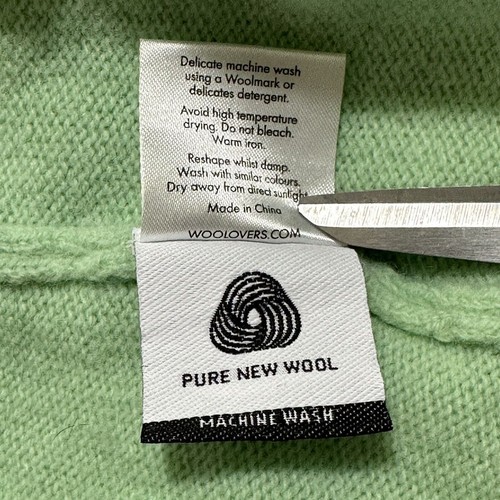 Delicate machine wash
using a Woolmark or
delicates detergent.
Avoid high temperature
drying. Do not bleach.
Warm iron.
Reshape whilst damp.
Wash with similar colours.
Dry away from direct sunlight
Made in China
WOOLOVERS.COM
PURE NEW WOOL
MACHINE WASH